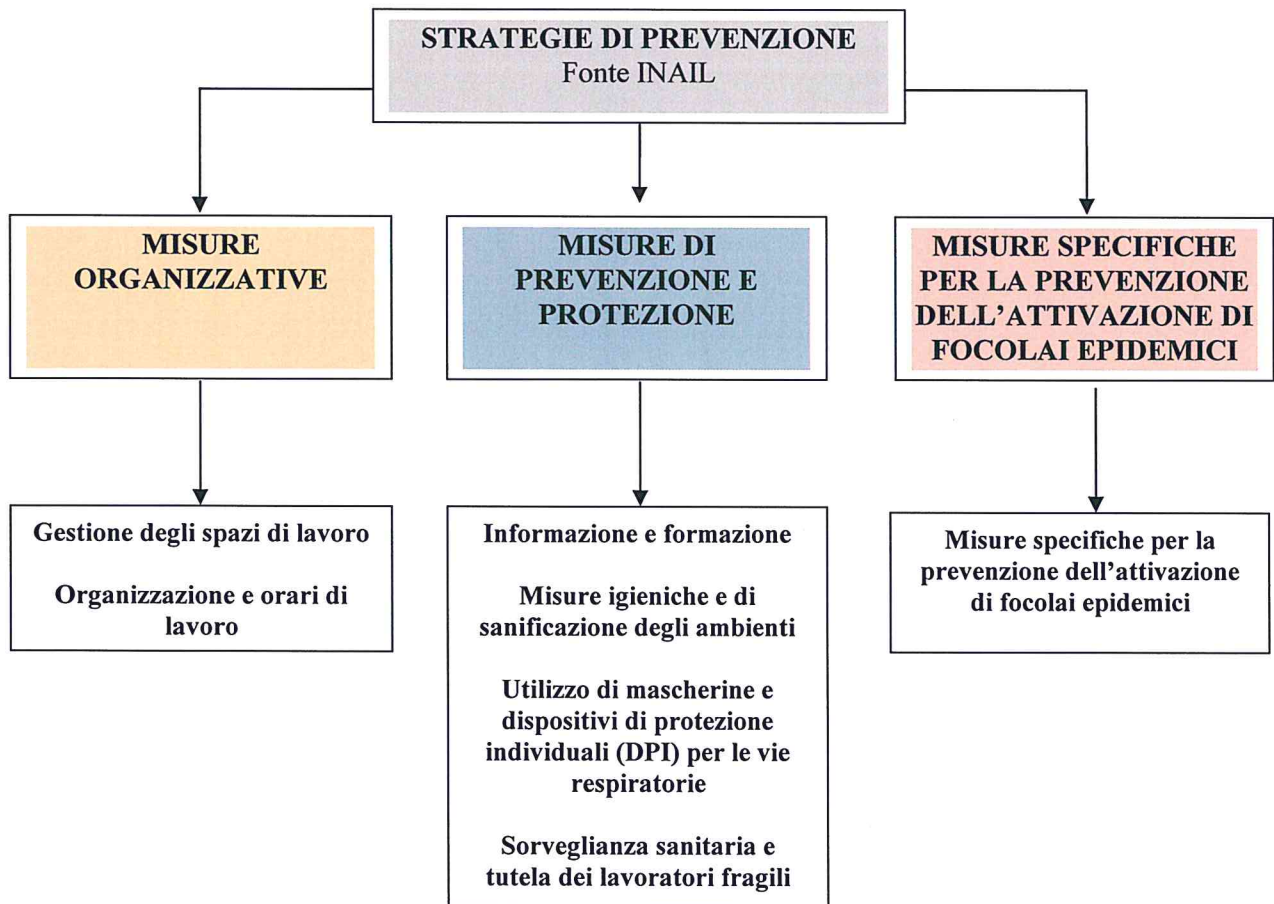 STRATEGIE DI PREVENZIONE
Fonte INAIL
MISURE
ORGANIZZATIVE
MISURE DI
PREVENZIONE E
PROTEZIONE
MISURE SPECIFICHE
PER LA PREVENZIONE
DELL’ATTIVAZIONE DI
FOCOLAI EPIDEMICI
Gestione degli spazi di lavoro
Organizzazione e orari di
lavoro
Informazione e formazione
Misure igieniche e di
sanificazione degli ambienti
Utilizzo di mascherine e
dispositivi di protezione
individuali (DPI) per le vie
respiratorie
Sorveglianza sanitaria e
tutela dei lavoratori fragili
Misure specifiche per la
prevenzione dell’attivazione
di focolai epidemici